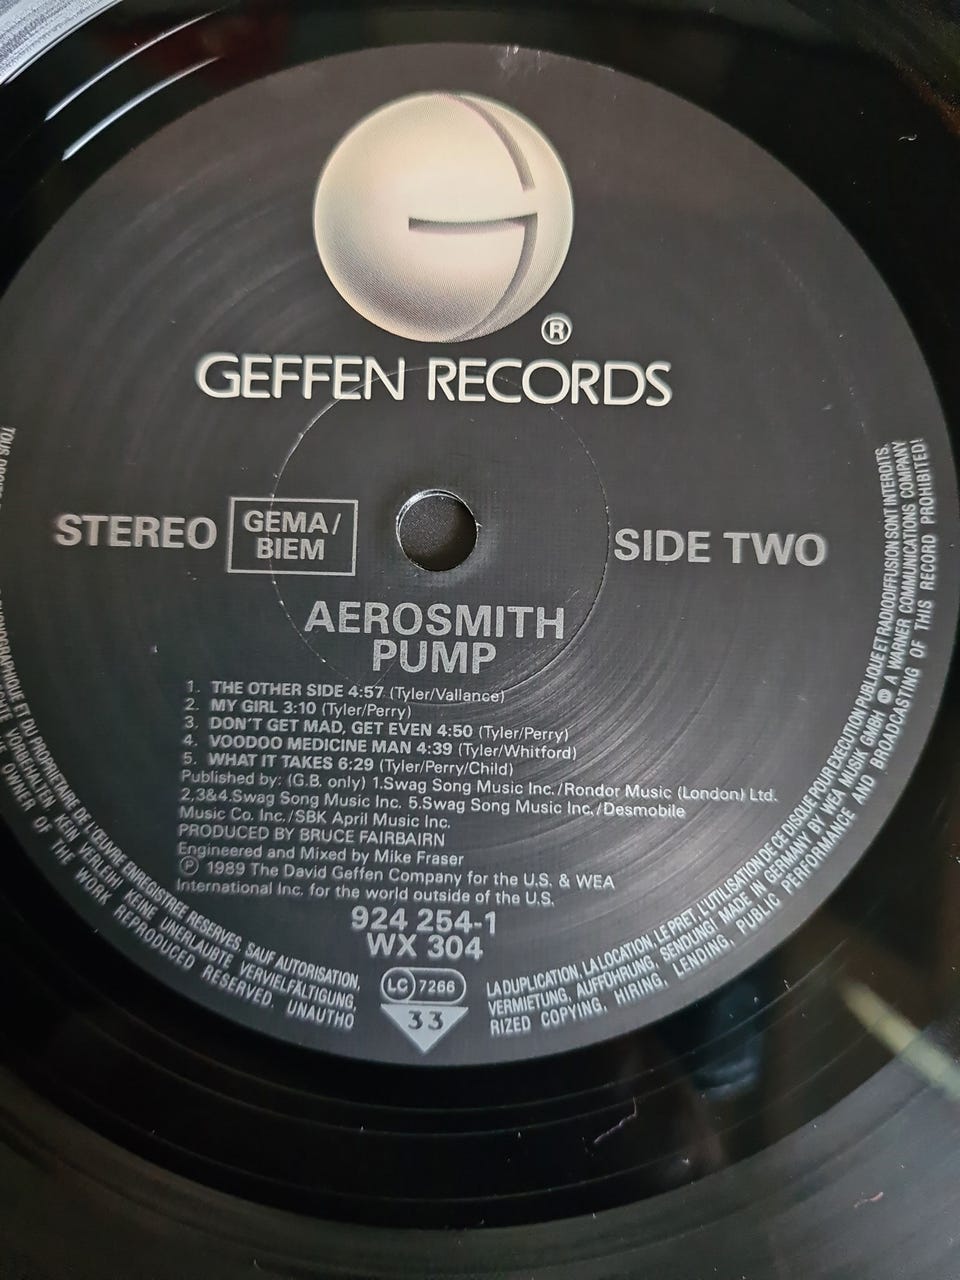 ®
GEFFEN RECORDS
STEREO
GEMA/
BIEM
SIDE TWO
AEROSMITH
PUMP
1. THE OTHER SIDE 4:57 (Tyler/Vallance)
2. MY GIRL 3:10 (Tyler/Perry)
3. DON'T GET MAD, GET EVEN 4:50 (Tyler/Perry)
4. VOODOO MEDICINE MAN 4:39 (Tyler/Whitford)
5. WHAT IT TAKES 6:29 (Tyler/Perry/Child)
Published by: (G.B. only) 1.Swag Song Music Inc./Rondor Music (London) Ltd.
2,3&4.Swag Song Music Inc. 5.Swag Song Music Inc./Desmobile
Music Co. Inc./SBK April Music Inc.
PRODUCED BY BRUCE FAIRBAIRN
Engineered and Mixed by Mike Fraser
℗ 1989 The David Geffen Company for the U.S. & WEA
International Inc. for the world outside of the U.S.
924 254-1
WX 304
LC 7266
33
PHONOGRAPHIQUE ET DU PROPRIETAIRE DE L'ŒUVRE ENREGISTREE RESERVES. SAUF AUTORISATION,
VORBEHALTEN KEIN VERLEIH! KEINE UNERLAUBTE VERVIELFÄLTIGUNG,
OWNER OF THE WORK REPRODUCED RESERVED. UNAUTHO
LA DUPLICATION, LA LOCATION, LE PRET, L'UTILISATION DE CE DISQUE POUR EXECUTION PUBLIQUE ET RADIODIFFUSION SONT INTERDITS.
VERMIETUNG, AUFFÜHRUNG, SENDUNG! MADE IN GERMANY BY WEA MUSIK GMBH A WARNER COMMUNICATIONS COMPANY
RIZED COPYING, HIRING, LENDING, PUBLIC PERFORMANCE AND BROADCASTING OF THIS RECORD PROHIBITED!